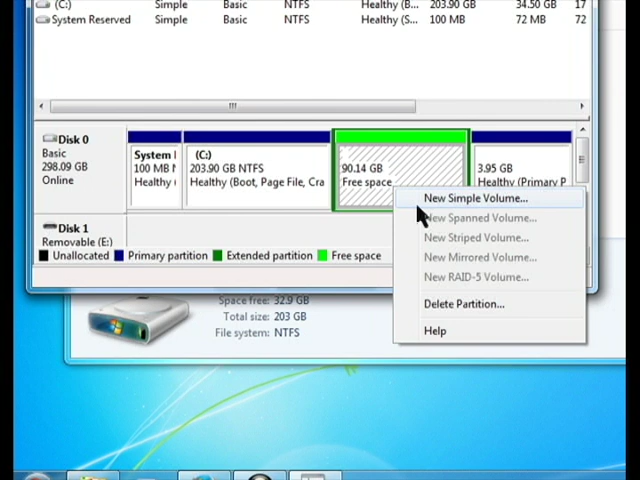 (C:) Simple Basic NTFS Healthy (B... 203.90 GB 34.50 GB 17
System Reserved Simple Basic NTFS Healthy (S... 100 MB 72 MB 72
Disk 0
Basic
298.09 GB
Online
System
100 MB
Healthy (
(C:)
203.90 GB NTFS
Healthy (Boot, Page File, Cra
90.14 GB
Free space
3.95 GB
Healthy (Primary P
New Simple Volume...
New Spanned Volume...
New Striped Volume...
New Mirrored Volume...
New RAID-5 Volume...
Delete Partition...
Help
Disk 1
Removable (E:)
Unallocated Primary partition Extended partition Free space
Space free: 32.9 GB
Total size: 203 GB
File system: NTFS